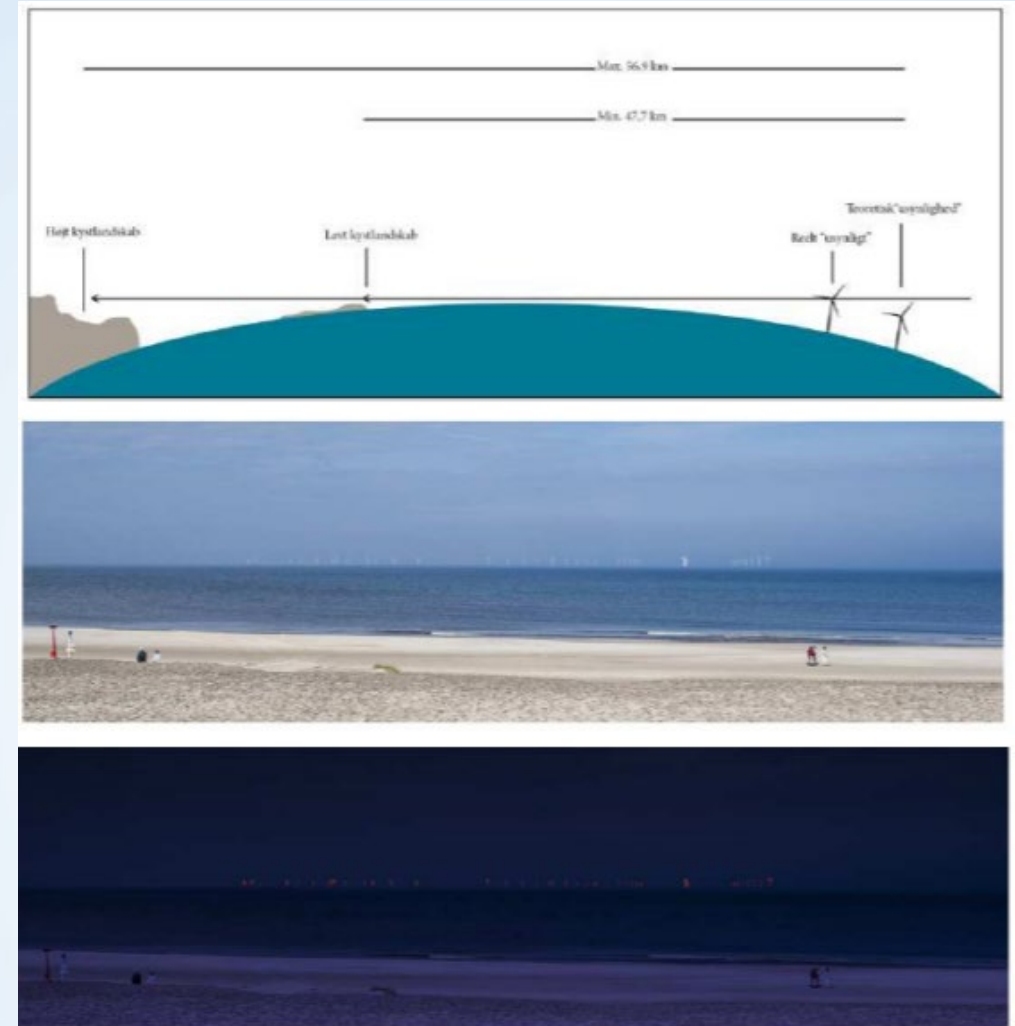 Max. 56.9 km
Min. 47.7 km
Teoretisk "usynlighed"
Højt kystlandskab
Lavt kystlandskab
Reelt "usynligt"